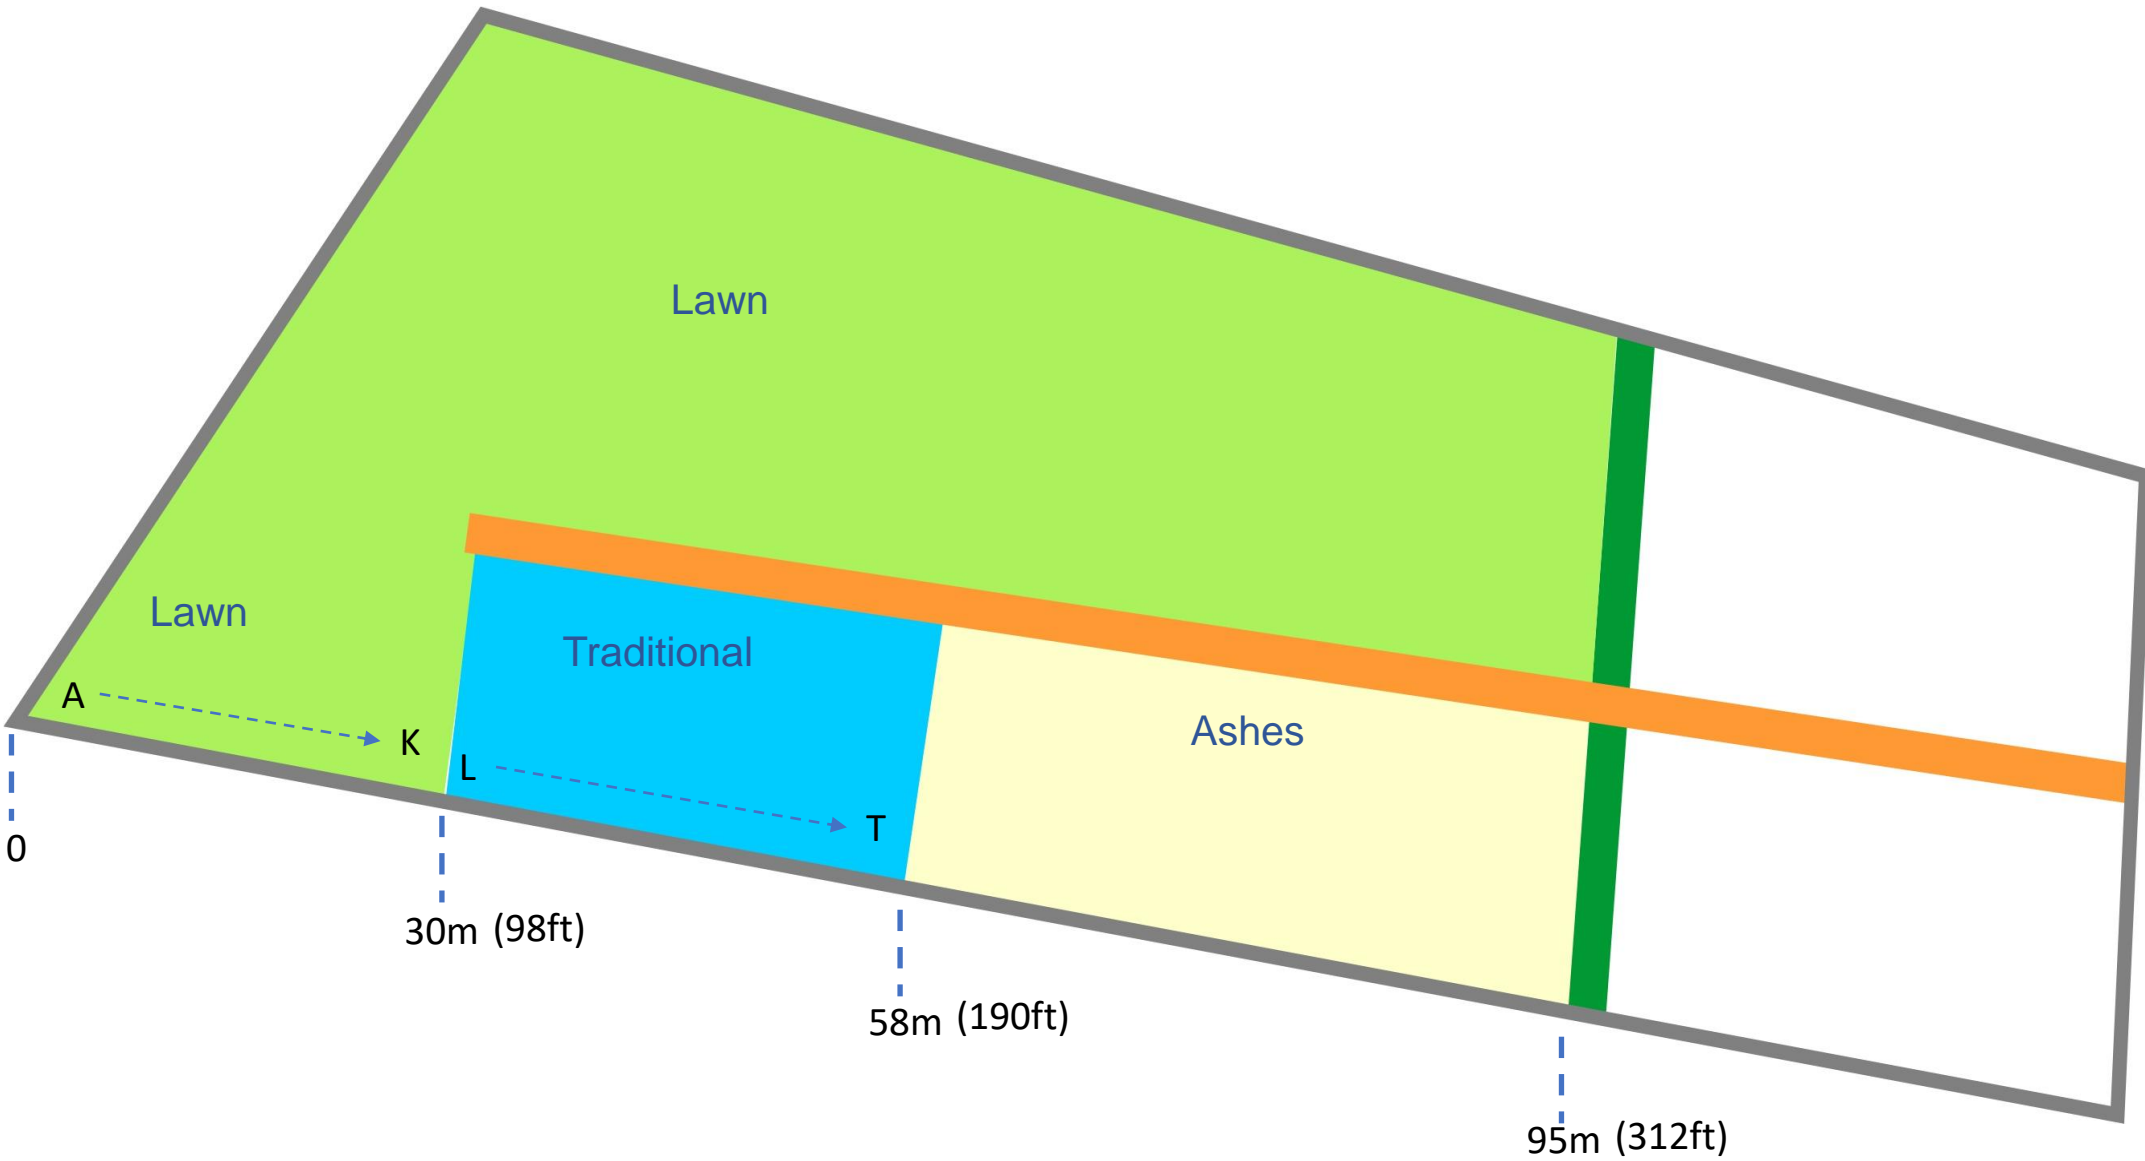 Lawn
Lawn
Traditional
A
K
L
T
Ashes
0
30m (98ft)
58m (190ft)
95m (312ft)